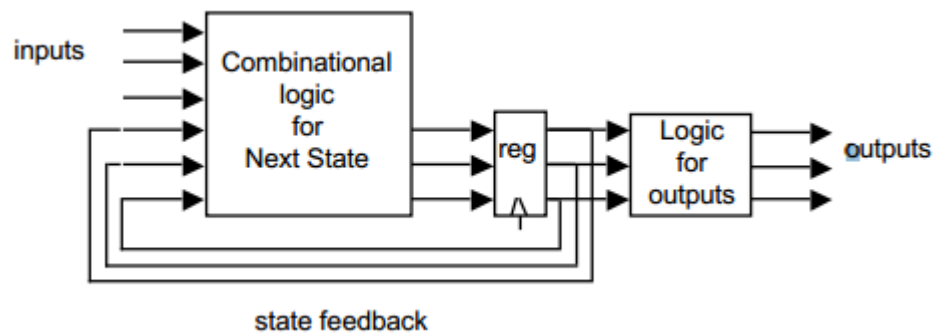 inputs
Combinational
logic
for
Next State
reg
Logic
for
outputs
outputs
state feedback